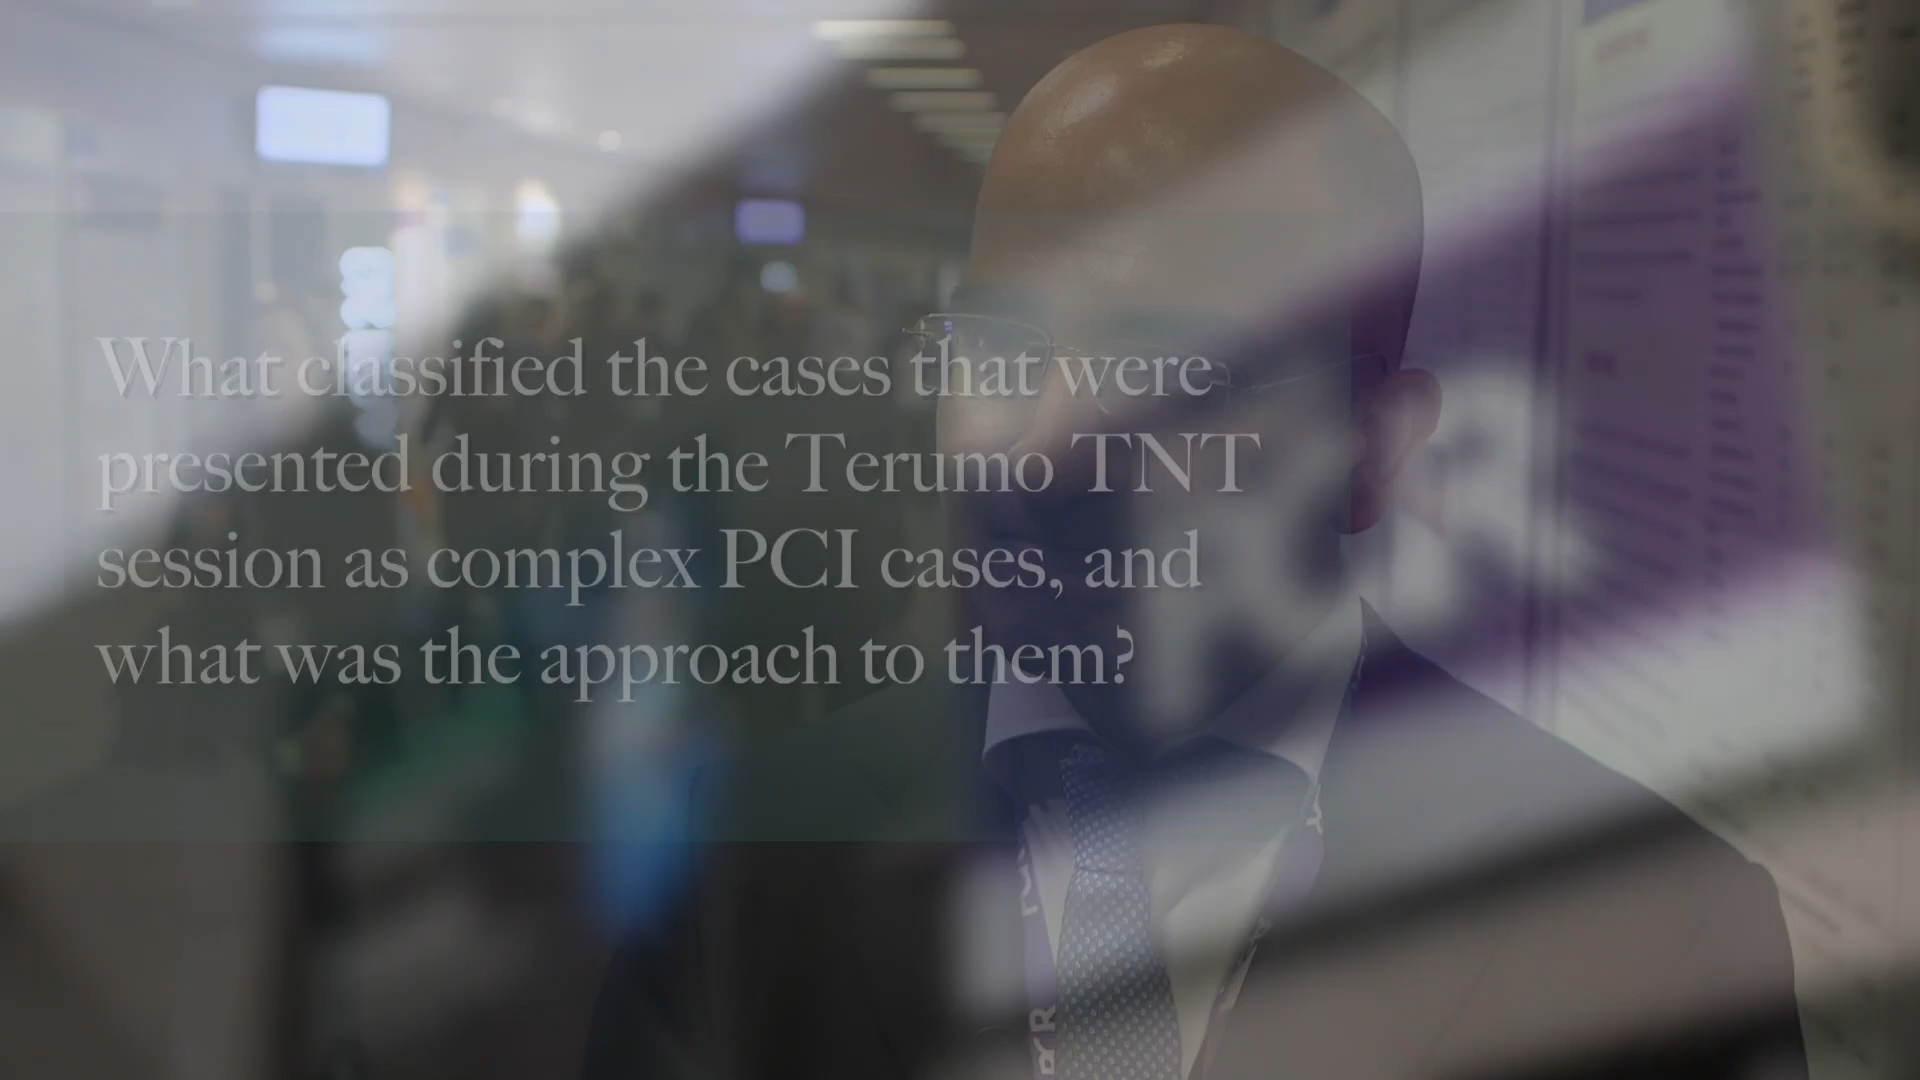 What classified the cases that were
presented during the Terumo TNT
session as complex PCI cases, and
what was the approach to them?